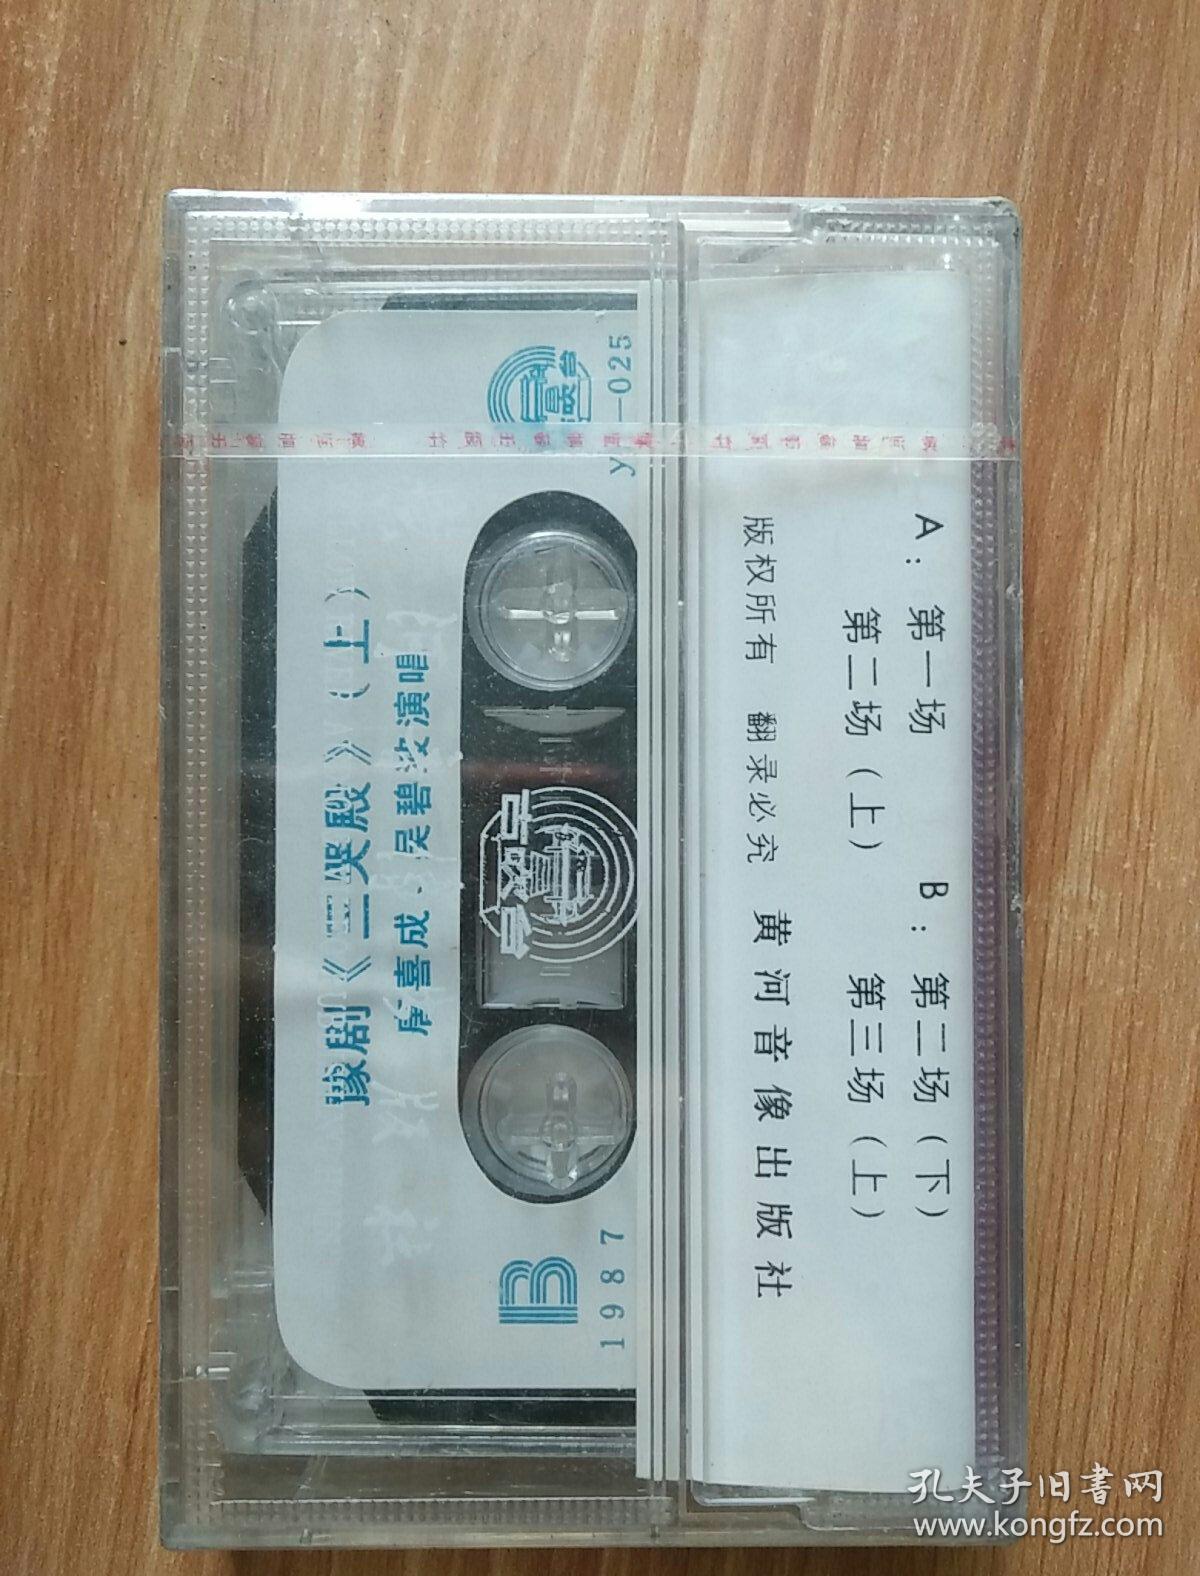 A： 第一场
第二场（上）
B： 第二场（下）
第三场（上）
版权所有 翻录必究 黄河音像出版社
豫剧《三哭殿》（上）
唐喜成、吴碧波演唱
B
1987
-025
孔夫子旧書网
www.kongfz.com